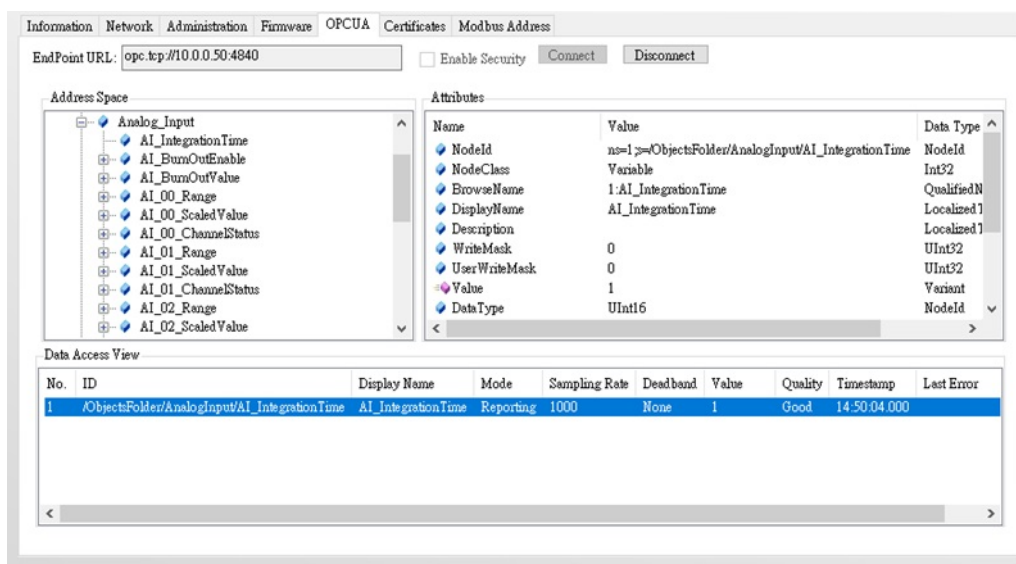 Information Network Administration Firmware OPCUA Certificates Modbus Address
EndPoint URL: opc.tcp://10.0.0.50:4840 Enable Security Connect Disconnect
Address Space
Analog_Input
AI_IntegrationTime
AI_BurnOutEnable
AI_BurnOutValue
AI_00_Range
AI_00_ScaledValue
AI_00_ChannelStatus
AI_01_Range
AI_01_ScaledValue
AI_01_ChannelStatus
AI_02_Range
AI_02_ScaledValue
Attributes
Name Value Data Type
NodeId ns=1;s=/ObjectsFolder/AnalogInput/AI_IntegrationTime NodeId
NodeClass Variable Int32
BrowseName 1:AI_IntegrationTime QualifiedN
DisplayName AI_IntegrationTime LocalizedT
Description LocalizedT
WriteMask 0 UInt32
UserWriteMask 0 UInt32
Value 1 Variant
DataType UInt16 NodeId
Data Access View
No. ID Display Name Mode Sampling Rate Deadband Value Quality Timestamp Last Error
1 /ObjectsFolder/AnalogInput/AI_IntegrationTime AI_IntegrationTime Reporting 1000 None 1 Good 14:50:04.000